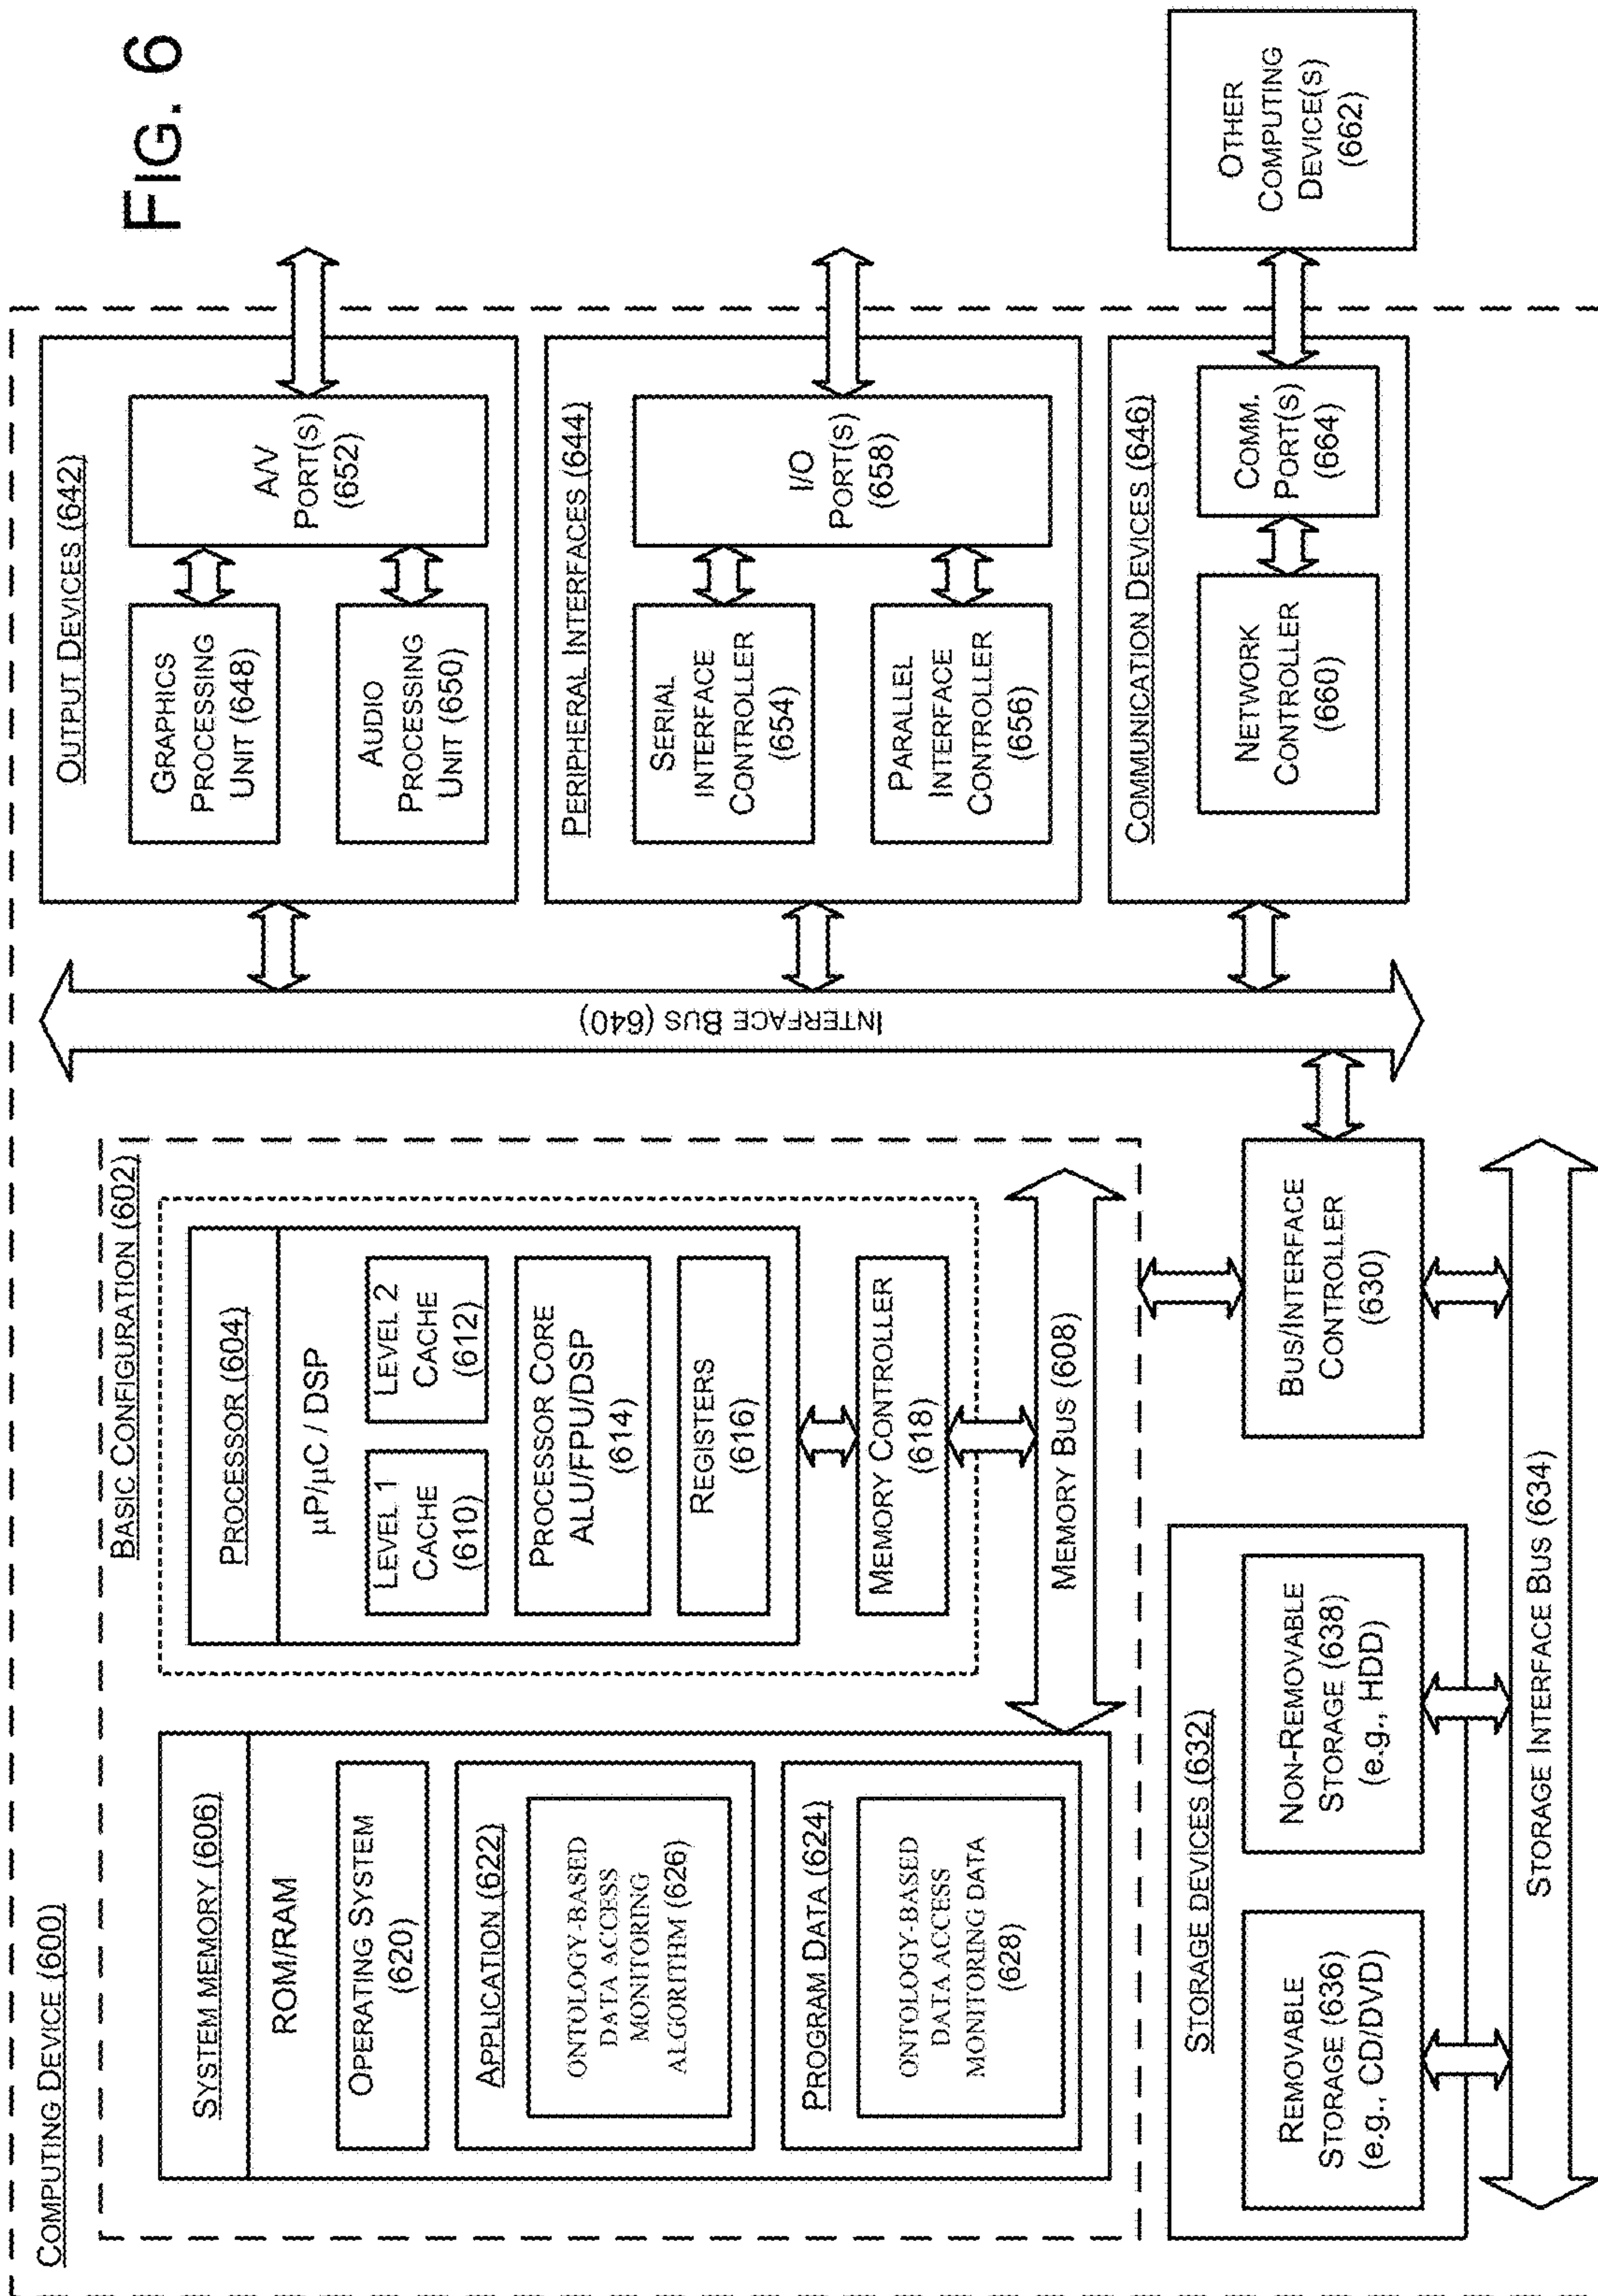 FIG. 6
COMPUTING DEVICE (600)
BASIC CONFIGURATION (602)
SYSTEM MEMORY (606)
ROM/RAM
OPERATING SYSTEM
(620)
APPLICATION (622)
ONTOLOGY-BASED
DATA ACCESS
MONITORING
ALGORITHM (626)
PROGRAM DATA (624)
ONTOLOGY-BASED
DATA ACCESS
MONITORING DATA
(628)
PROCESSOR (604)
µP/µC / DSP
LEVEL 1
CACHE
(610)
LEVEL 2
CACHE
(612)
PROCESSOR CORE
ALU/FPU/DSP
(614)
REGISTERS
(616)
MEMORY CONTROLLER
(618)
MEMORY BUS (608)
BUS/INTERFACE
CONTROLLER
(630)
STORAGE DEVICES (632)
REMOVABLE
STORAGE (636)
(e.g., CD/DVD)
NON-REMOVABLE
STORAGE (638)
(e.g., HDD)
STORAGE INTERFACE BUS (634)
INTERFACE BUS (640)
OUTPUT DEVICES (642)
GRAPHICS
PROCESSING
UNIT (648)
AUDIO
PROCESSING
UNIT (650)
A/V
PORT(S)
(652)
PERIPHERAL INTERFACES (644)
SERIAL
INTERFACE
CONTROLLER
(654)
PARALLEL
INTERFACE
CONTROLLER
(656)
I/O
PORT(S)
(658)
COMMUNICATION DEVICES (646)
NETWORK
CONTROLLER
(660)
COMM.
PORT(S)
(664)
OTHER
COMPUTING
DEVICE(S)
(662)